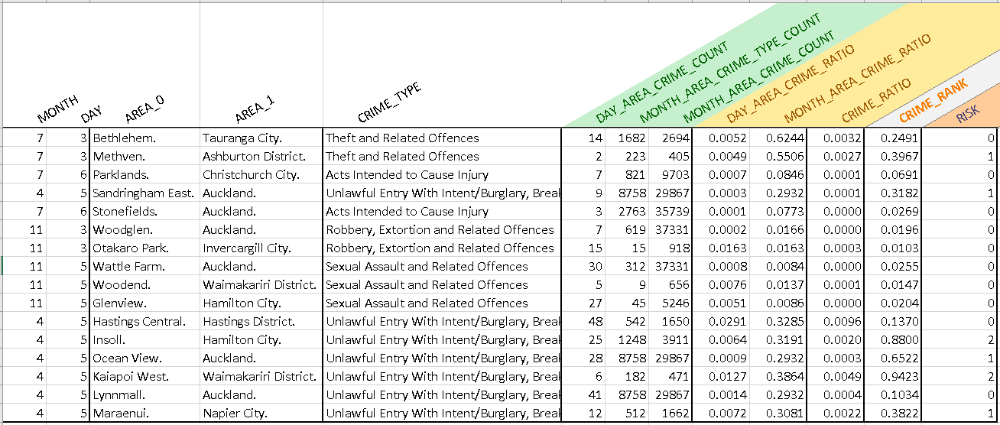 MONTH DAY AREA_0 AREA_1 CRIME_TYPE DAY_AREA_CRIME_COUNT MONTH_AREA_CRIME_TYPE_COUNT MONTH_AREA_CRIME_COUNT DAY_AREA_CRIME_RATIO MONTH_AREA_CRIME_RATIO CRIME_RATIO CRIME_RANK RISK
7 3 Bethlehem. Tauranga City. Theft and Related Offences 14 1682 2694 0.0052 0.6244 0.0032 0.2491 0
7 3 Methven. Ashburton District. Theft and Related Offences 2 223 405 0.0049 0.5506 0.0027 0.3967 1
7 6 Parklands. Christchurch City. Acts Intended to Cause Injury 7 821 9703 0.0007 0.0846 0.0001 0.0691 0
4 5 Sandringham East. Auckland. Unlawful Entry With Intent/Burglary, Break 9 8758 29867 0.0003 0.2932 0.0001 0.3182 1
7 6 Stonefields. Auckland. Acts Intended to Cause Injury 3 2763 35739 0.0001 0.0773 0.0000 0.0269 0
11 3 Woodglen. Auckland. Robbery, Extortion and Related Offences 7 619 37331 0.0002 0.0166 0.0000 0.0196 0
11 3 Otakaro Park. Invercargill City. Robbery, Extortion and Related Offences 15 15 918 0.0163 0.0163 0.0003 0.0103 0
11 5 Wattle Farm. Auckland. Sexual Assault and Related Offences 30 312 37331 0.0008 0.0084 0.0000 0.0255 0
11 5 Woodend. Waimakariri District. Sexual Assault and Related Offences 5 9 656 0.0076 0.0137 0.0001 0.0147 0
11 5 Glenview. Hamilton City. Sexual Assault and Related Offences 27 45 5246 0.0051 0.0086 0.0000 0.0204 0
4 5 Hastings Central. Hastings District. Unlawful Entry With Intent/Burglary, Break 48 542 1650 0.0291 0.3285 0.0096 0.1370 0
4 5 Insoll. Hamilton City. Unlawful Entry With Intent/Burglary, Break 25 1248 3911 0.0064 0.3191 0.0020 0.8800 2
4 5 Ocean View. Auckland. Unlawful Entry With Intent/Burglary, Break 28 8758 29867 0.0009 0.2932 0.0003 0.6522 1
4 5 Kaiapoi West. Waimakariri District. Unlawful Entry With Intent/Burglary, Break 6 182 471 0.0127 0.3864 0.0049 0.9423 2
4 5 Lynnmall. Auckland. Unlawful Entry With Intent/Burglary, Break 41 8758 29867 0.0014 0.2932 0.0004 0.1034 0
4 5 Maraenui. Napier City. Unlawful Entry With Intent/Burglary, Break 12 512 1662 0.0072 0.3081 0.0022 0.3822 1